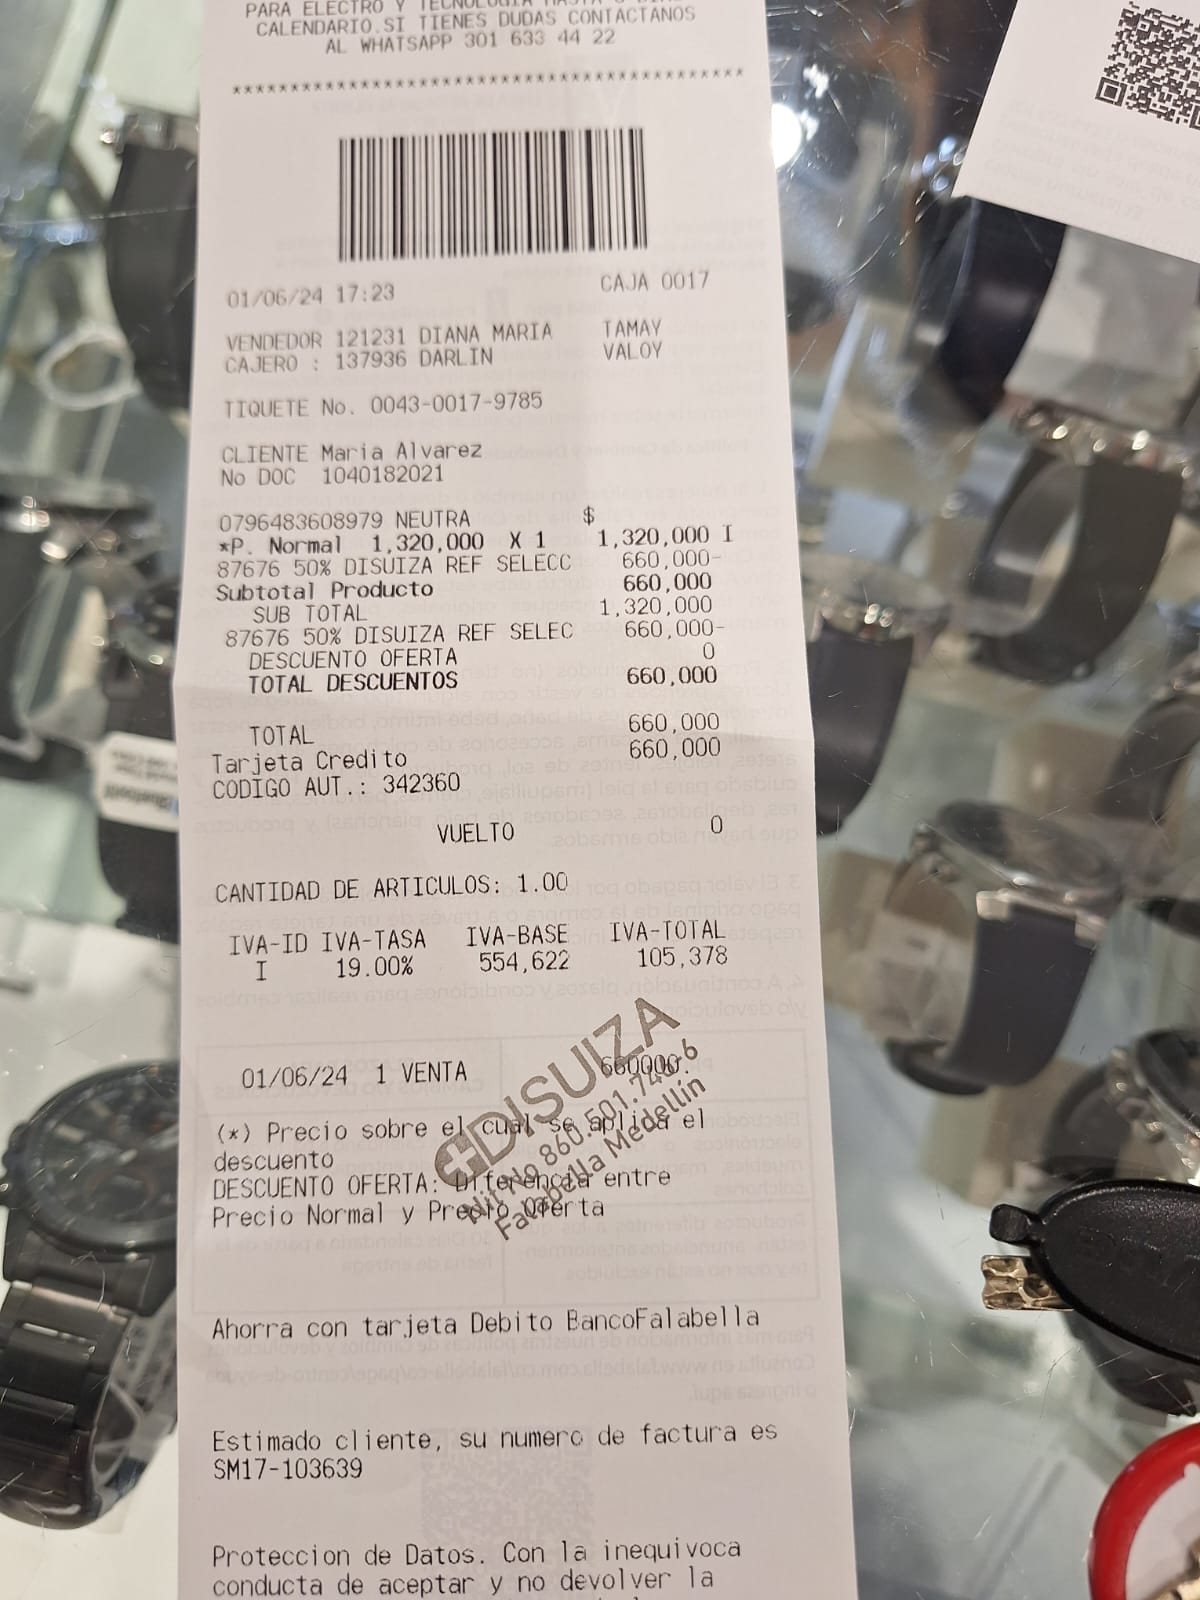 PARA ELECTRO Y TECNOLOGIA HASTA
CALENDARIO.SI TIENES DUDAS CONTACTANOS
AL WHATSAPP 301 633 44 22
****************************************
01/06/24 17:23 CAJA 0017
VENDEDOR 121231 DIANA MARIA TAMAY
CAJERO : 137936 DARLIN VALOY
TIQUETE No. 0043-0017-9785
CLIENTE Maria Alvarez
No DOC 1040182021
0796483608979 NEUTRA $
*P. Normal 1,320,000 X 1 1,320,000 I
87676 50% DISUIZA REF SELECC 660,000-
Subtotal Producto 660,000
SUB TOTAL 1,320,000
87676 50% DISUIZA REF SELEC 660,000-
DESCUENTO OFERTA 0
TOTAL DESCUENTOS 660,000
TOTAL 660,000
Tarjeta Credito 660,000
CODIGO AUT.: 342360
VUELTO 0
CANTIDAD DE ARTICULOS: 1.00
IVA-ID IVA-TASA IVA-BASE IVA-TOTAL
I 19.00% 554,622 105,378
01/06/24 1 VENTA 660000.
DISUIZA
Nit No 860.501.748-6
Falabella Medellín
(*) Precio sobre el cual se aplica el
descuento
DESCUENTO OFERTA: Diferencia entre
Precio Normal y Precio Oferta
Ahorra con tarjeta Debito BancoFalabella
Estimado cliente, su numero de factura es
SM17-103639
Proteccion de Datos. Con la inequivoca
conducta de aceptar y no devolver la